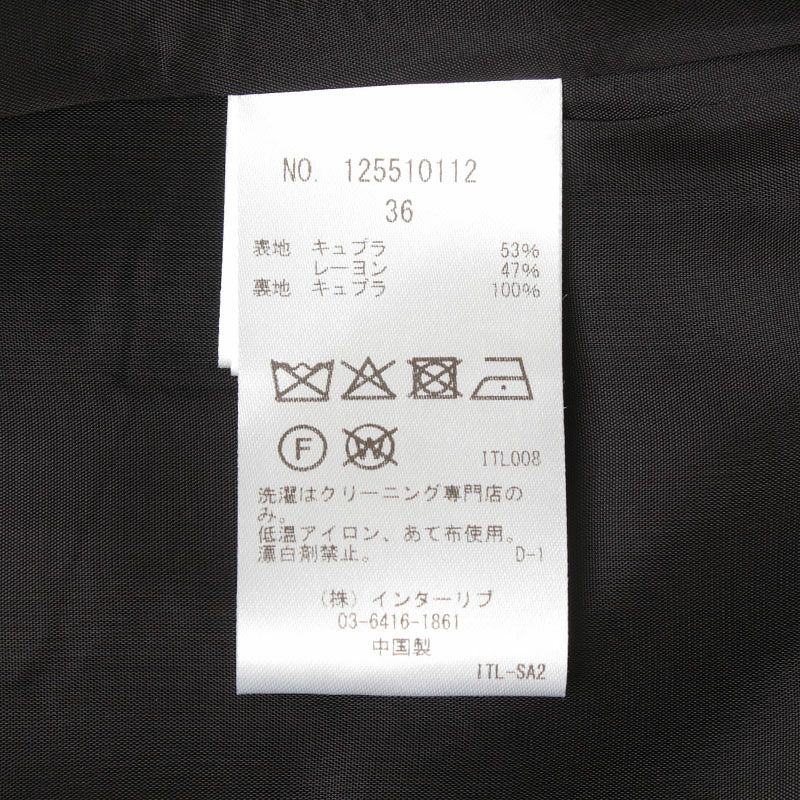 NO. 125510112
36
表地 キュプラ 53%
レーヨン 47%
裏地 キュプラ 100%
F W ITL008
洗濯はクリーニング専門店の
み。
低温アイロン、あて布使用。
漂白剤禁止。 D-1
(株)インターリブ
03-6416-1861
中国製
ITL-SA2